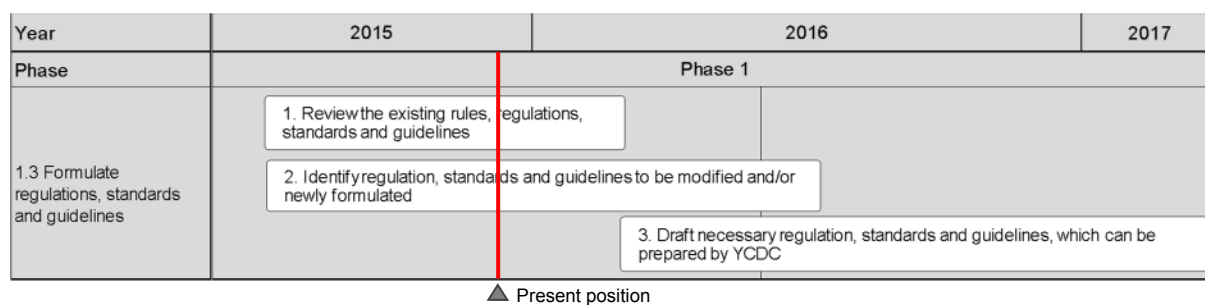 Year 2015 2016 2017
Phase Phase 1
1.3 Formulate
regulations, standards
and guidelines
1. Review the existing rules, regulations,
standards and guidelines
2. Identify regulation, standards and guidelines to be modified and/or
newly formulated
3. Draft necessary regulation, standards and guidelines, which can be
prepared by YCDC
Present position